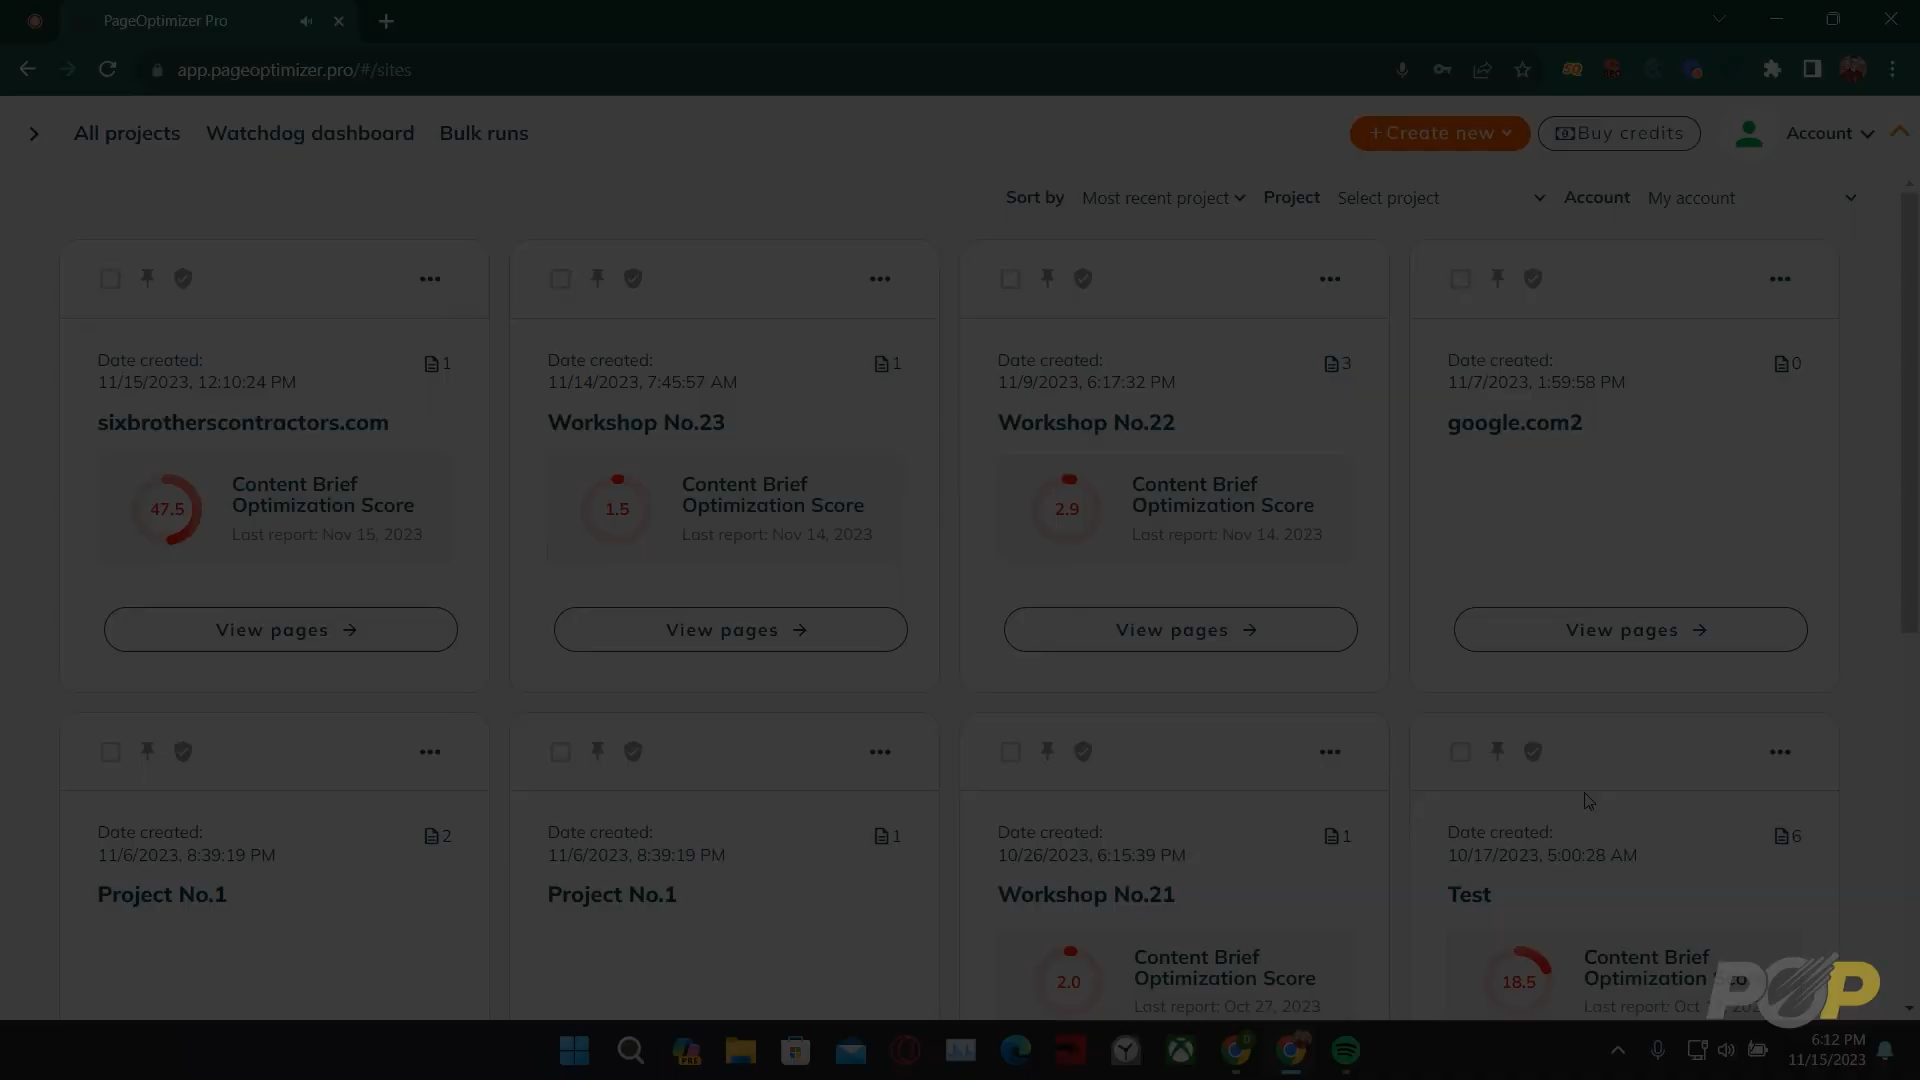 PageOptimizer Pro
app.pageoptimizer.pro/#/sites
All projects
Watchdog dashboard
Bulk runs
+ Create new
Buy credits
Account
Sort by
Most recent project
Project
Select project
Account
My account
Date created:
11/15/2023, 12:10:24 PM
1
sixbrotherscontractors.com
47.5
Content Brief
Optimization Score
Last report: Nov 15, 2023
View pages →
Date created:
11/14/2023, 7:45:57 AM
1
Workshop No.23
1.5
Content Brief
Optimization Score
Last report: Nov 14, 2023
View pages →
Date created:
11/9/2023, 6:17:32 PM
3
Workshop No.22
2.9
Content Brief
Optimization Score
Last report: Nov 14, 2023
View pages →
Date created:
11/7/2023, 1:59:58 PM
0
google.com2
View pages →
Date created:
11/6/2023, 8:39:19 PM
2
Project No.1
Date created:
11/6/2023, 8:39:19 PM
1
Project No.1
Date created:
10/26/2023, 6:15:39 PM
1
Workshop No.21
2.0
Content Brief
Optimization Score
Last report: Oct 27, 2023
Date created:
10/17/2023, 5:00:28 AM
6
Test
18.5
Content Brief
Optimization
Last report: Oct
POP
PRE
6:12 PM
11/15/2023